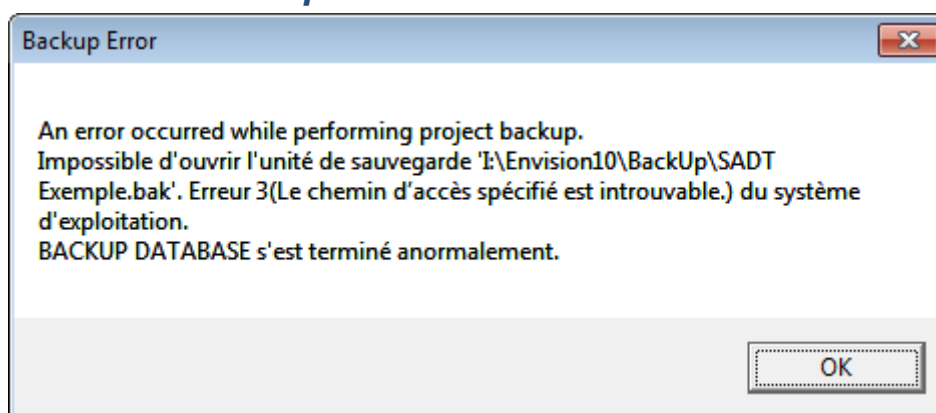 Backup Error
An error occurred while performing project backup.
Impossible d'ouvrir l'unité de sauvegarde 'I:\Envision10\BackUp\SADT
Exemple.bak'. Erreur 3(Le chemin d’accès spécifié est introuvable.) du système
d'exploitation.
BACKUP DATABASE s'est terminé anormalement.
OK